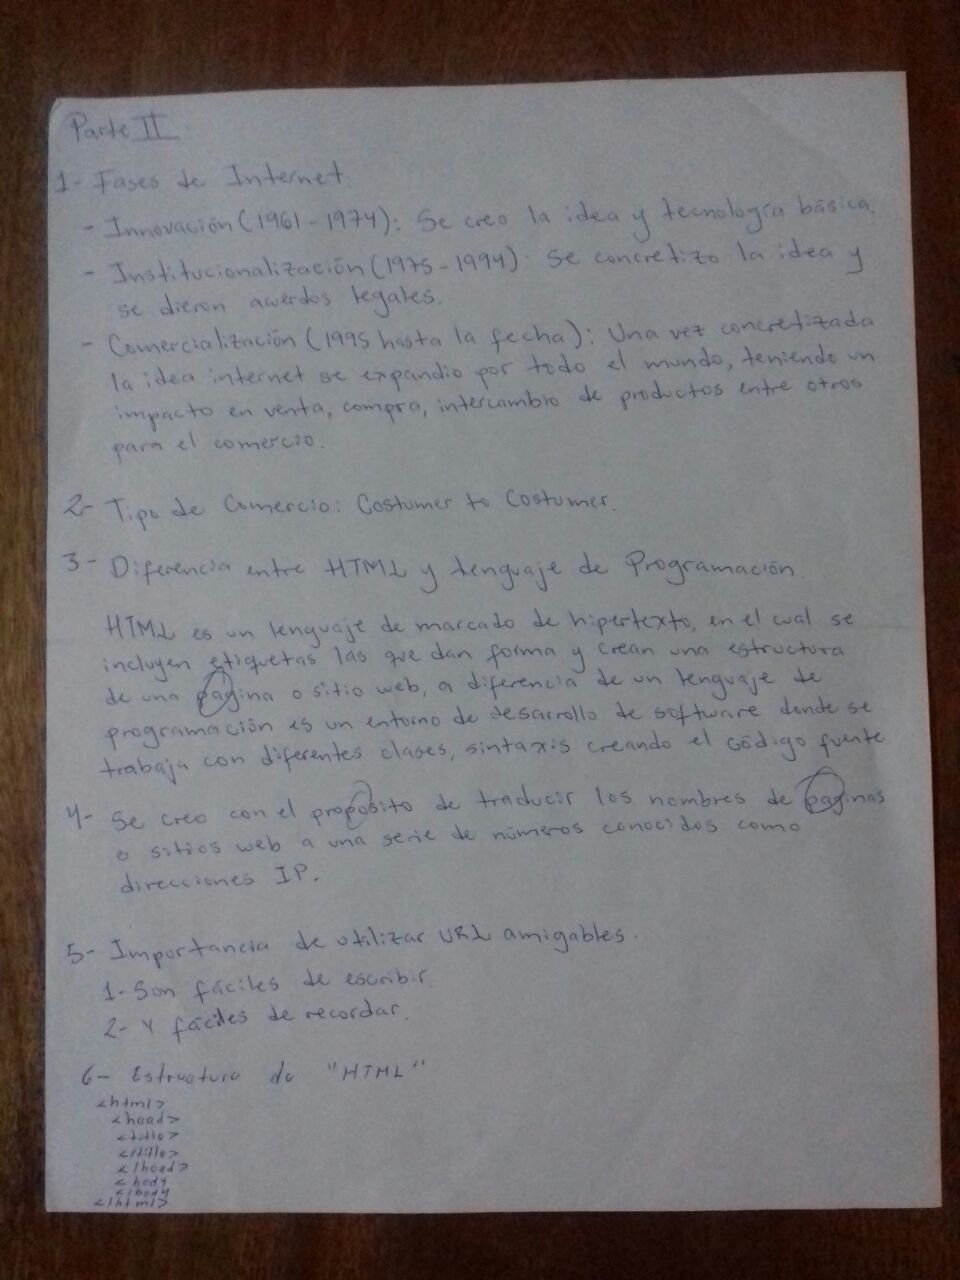 Parte II
1- Fases de Internet.
- Innovación (1961 - 1974): Se creo la idea y tecnología básica.
- Institucionalización (1975 - 1994): Se concretizo la idea y
se dieron acuerdos legales.
- Comercialización (1995 hasta la fecha): Una vez concretizada
la idea internet se expandio por todo el mundo, teniendo un
impacto en venta, compra, intercambio de productos entre otros
para el comercio.
2- Tipo de Comercio: Costumer to Costumer.
3- Diferencia entre HTML y Lenguaje de Programación.
HTML es un lenguaje de marcado de hipertexto, en el cual se
incluyen etiquetas las que dan forma y crean una estructura
de una pagina o sitio web, a diferencia de un lenguaje de
programación es un entorno de desarrollo de software donde se
trabaja con diferentes clases, sintaxis creando el código fuente
4- Se creo con el proposito de traducir los nombres de paginas
o sitios web a una serie de números conocidos como
direcciones IP.
5- Importancia de utilizar URL amigables.
1- Son fáciles de escribir.
2- Y fáciles de recordar.
6- Estructura de "HTML"
<html>
<head>
<title>
</title>
</head>
<body
</body
</html>